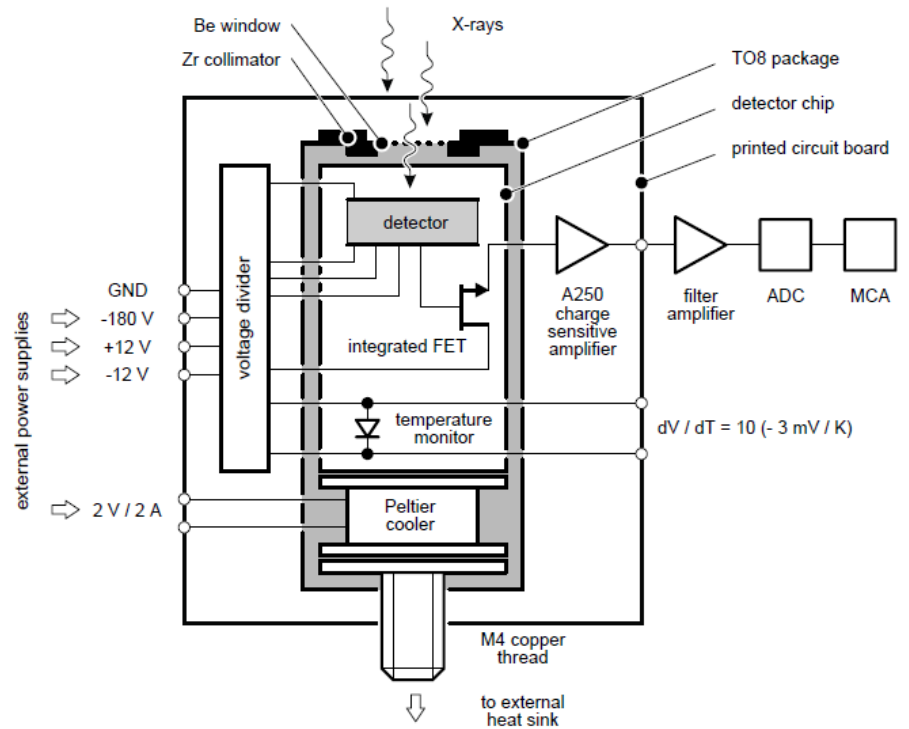 Be window
X-rays
Zr collimator
TO8 package
detector chip
printed circuit board
detector
voltage divider
external power supplies
GND
-180 V
+12 V
-12 V
integrated FET
A250
charge
sensitive
amplifier
filter
amplifier
ADC
MCA
temperature
monitor
dV / dT = 10 (- 3 mV / K)
2 V / 2 A
Peltier
cooler
M4 copper
thread
to external
heat sink